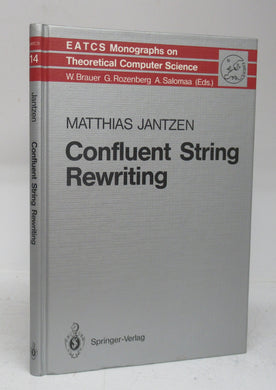 EATCS Monographs on
Theoretical Computer Science
W. Brauer G. Rozenberg A. Salomaa (Eds.)
MATTHIAS JANTZEN
Confluent String
Rewriting
Springer-Verlag
14
Jantzen
Confluent String Rewriting